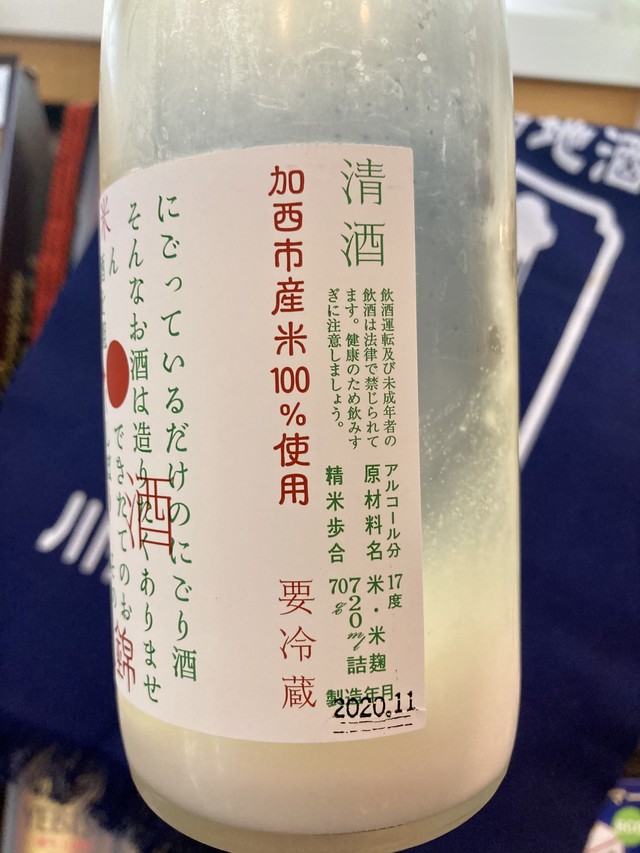 地酒
清酒
飲酒運転及び未成年者の
飲酒は法律で禁じられて
ます。健康のため飲みす
ぎに注意しましょう。
アルコール分 17度
原材料名 米・米麹
720ml詰
精米歩合 70%
製造年月
2020.11
加西市産米100%使用
要冷蔵
にごっているだけのにごり酒
そんなお酒は造りたくありませ
ん
できたてのお
米
酒
錦